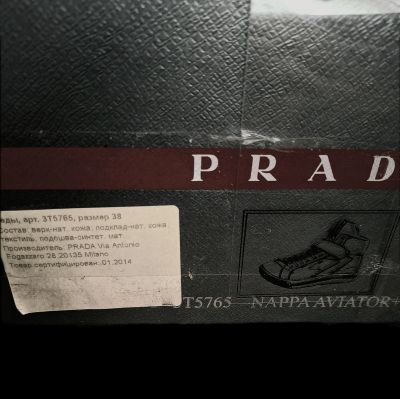 PRAD
еды, арт. 3T5765, размер 38
Состав: верх-нат. кожа, подклад-нат. кожа,
текстиль, подошва-синтет. мат.
Производитель: PRADA Via Antonio
Fogazzaro 28,20135 Milano
Товар сертифицирован: 01.2014
3T5765 NAPPA AVIATOR+